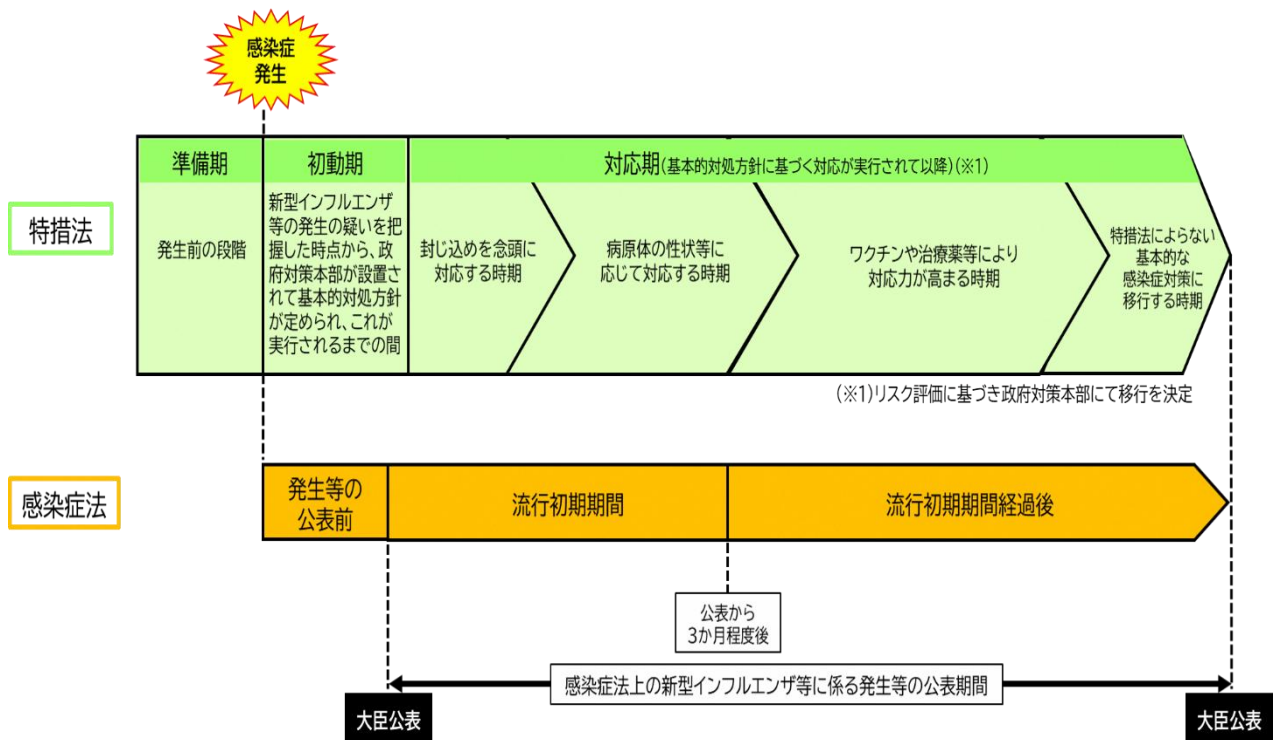 感染症
発生
準備期
初動期
対応期(基本的対処方針に基づく対応が実行されて以降)(※1)
特措法
発生前の段階
新型インフルエンザ
等の発生の疑いを把
握した時点から、政
府対策本部が設置さ
れて基本的対処方針
が定められ、これが
実行されるまでの間
封じ込めを念頭に
対応する時期
病原体の性状等に
応じて対応する時期
ワクチンや治療薬等により
対応力が高まる時期
特措法によらない
基本的な
感染症対策に
移行する時期
(※1)リスク評価に基づき政府対策本部にて移行を決定
感染症法
発生等の
公表前
流行初期期間
流行初期期間経過後
公表から
3か月程度後
感染症法上の新型インフルエンザ等に係る発生等の公表期間
大臣公表
大臣公表